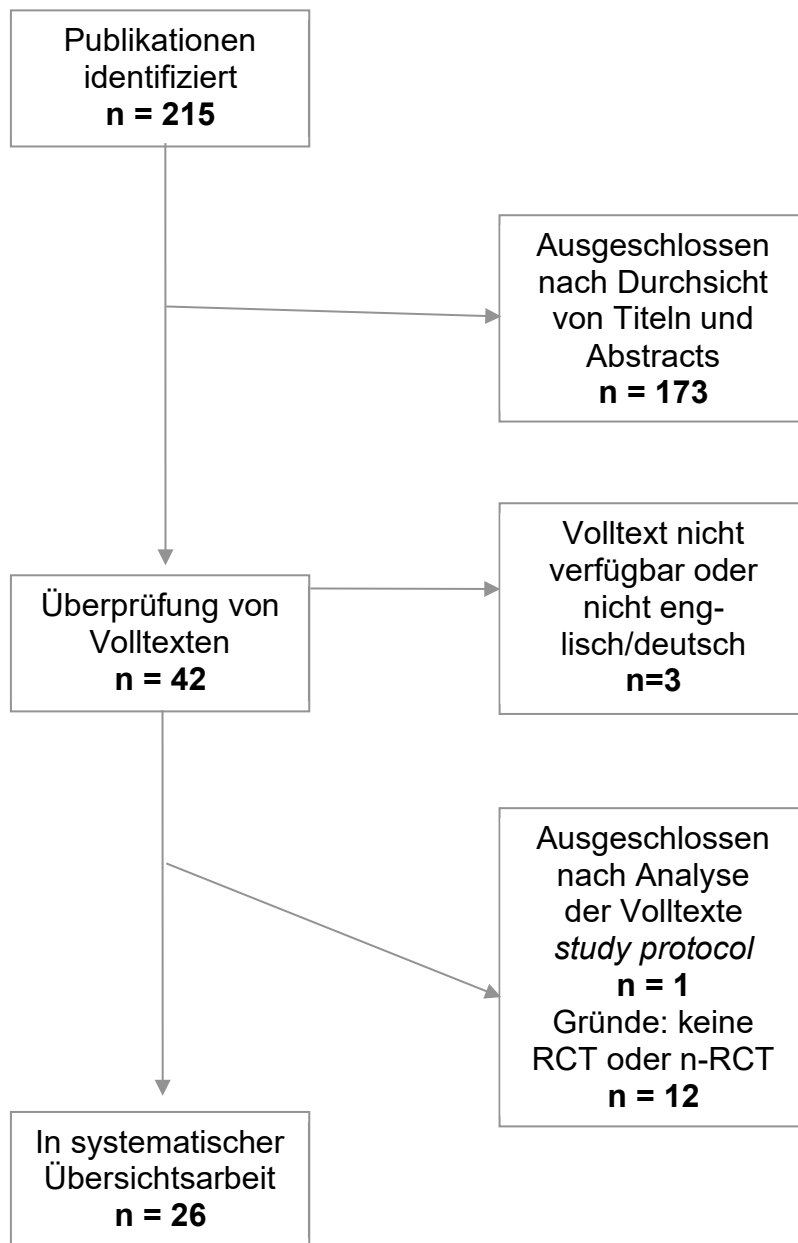 Publikationen
identifiziert
n = 215
Ausgeschlossen
nach Durchsicht
von Titeln und
Abstracts
n = 173
Volltext nicht
verfügbar oder
nicht eng-
lisch/deutsch
n=3
Überprüfung von
Volltexten
n = 42
Ausgeschlossen
nach Analyse
der Volltexte
study protocol
n = 1
Gründe: keine
RCT oder n-RCT
n = 12
In systematischer
Übersichtsarbeit
n = 26